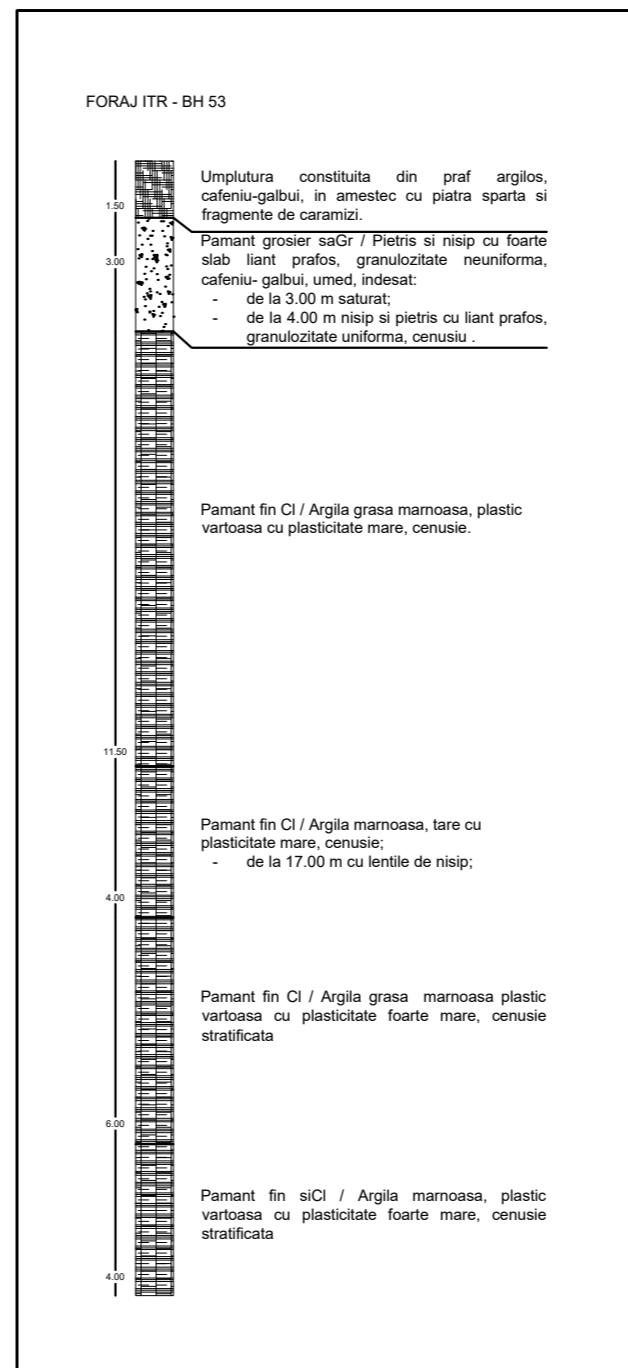 FORAJ ITR - BH 53
Umplutura constituita din praf argilos,
cafeniu-galbui, in amestec cu piatra sparta si
fragmente de caramizi.
1.50
Pamant grosier saGr / Pietris si nisip cu foarte
slab liant prafos, granulozitate neuniforma,
cafeniu- galbui, umed, indesat:
- de la 3.00 m saturat;
- de la 4.00 m nisip si pietris cu liant prafos,
granulozitate uniforma, cenusiu .
3.00
Pamant fin Cl / Argila grasa marnoasa, plastic
vartoasa cu plasticitate mare, cenusie.
11.50
Pamant fin Cl / Argila marnoasa, tare cu
plasticitate mare, cenusie;
- de la 17.00 m cu lentile de nisip;
4.00
Pamant fin Cl / Argila grasa marnoasa plastic
vartoasa cu plasticitate foarte mare, cenusie
stratificata
6.00
Pamant fin siCl / Argila marnoasa, plastic
vartoasa cu plasticitate foarte mare, cenusie
stratificata
4.00